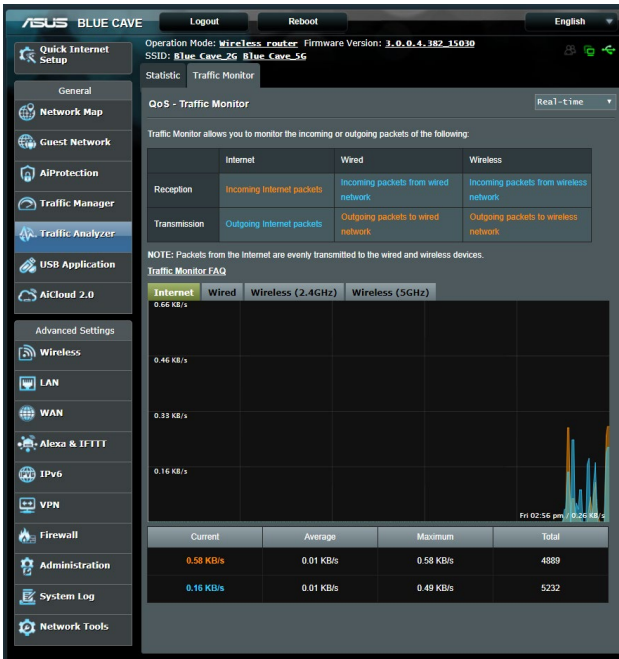 ASUS BLUE CAVE
Logout
Reboot
English
Quick Internet
Setup
Operation Mode: Wireless router Firmware Version: 3.0.0.4.382_15030
SSID: Blue Cave_2G Blue Cave_5G
Statistic
Traffic Monitor
General
Network Map
Guest Network
AiProtection
Traffic Manager
Traffic Analyzer
USB Application
AiCloud 2.0
Advanced Settings
Wireless
LAN
WAN
Alexa & IFTTT
IPv6
VPN
Firewall
Administration
System Log
Network Tools
QoS - Traffic Monitor
Real-time
Traffic Monitor allows you to monitor the incoming or outgoing packets of the following:
Internet Wired Wireless
Reception Incoming Internet packets Incoming packets from wired network Incoming packets from wireless network
Transmission Outgoing Internet packets Outgoing packets to wired network Outgoing packets to wireless network
NOTE: Packets from the Internet are evenly transmitted to the wired and wireless devices.
Traffic Monitor FAQ
Internet Wired Wireless (2.4GHz) Wireless (5GHz)
0.66 KB/s
0.46 KB/s
0.33 KB/s
0.16 KB/s
Fri 02:56 pm / 0.26 KB/s
Current Average Maximum Total
0.58 KB/s 0.01 KB/s 0.58 KB/s 4889
0.16 KB/s 0.01 KB/s 0.49 KB/s 5232